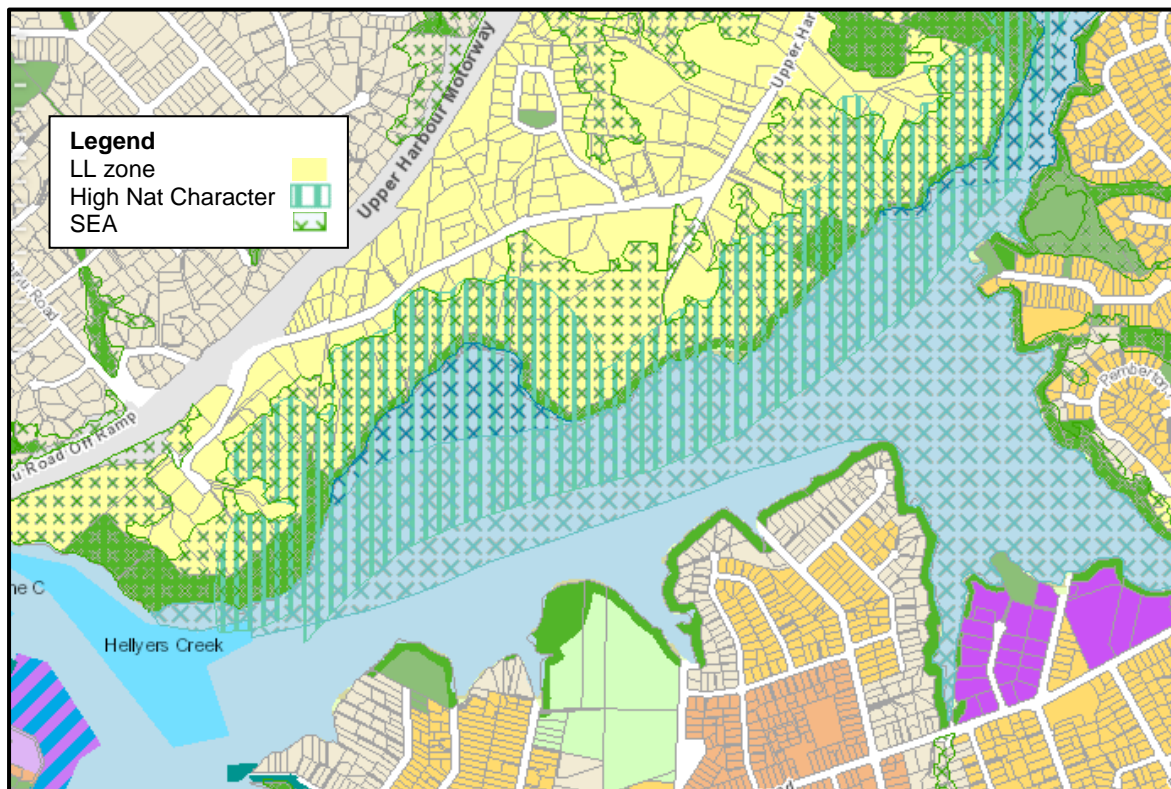 Legend
LL zone
High Nat Character
SEA
Upper Harbour Motorway
Upper Har
u Road Off Ramp
Road
Hellyers Creek
ne C
Pemberton